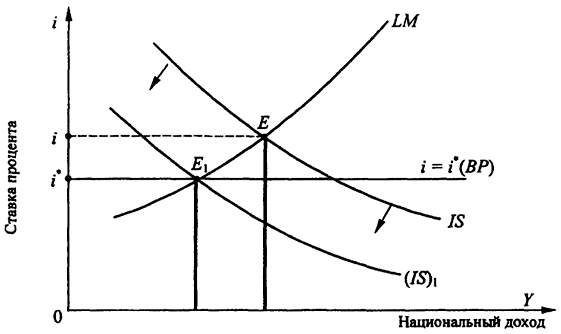 i
LM
E
i
E₁
i = i*(BP)
i*
Ставка процента
IS
(IS)₁
0
Y
Национальный доход